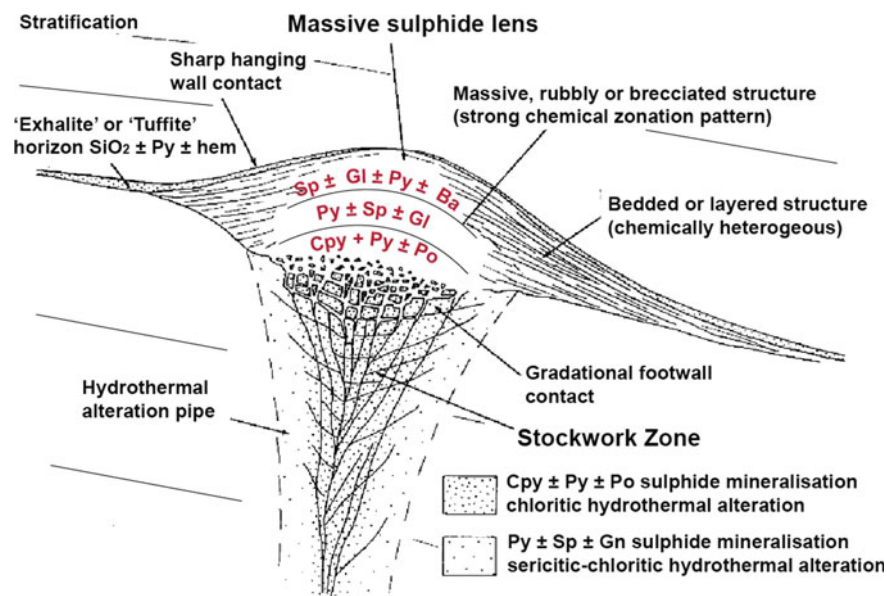 Stratification
Massive sulphide lens
Sharp hanging
wall contact
Massive, rubbly or brecciated structure
(strong chemical zonation pattern)
‘Exhalite’ or ‘Tuffite’
horizon SiO₂ ± Py ± hem
Sp ± Gl ± Py ± Ba
Py ± Sp ± Gl
Cpy + Py ± Po
Bedded or layered structure
(chemically heterogeous)
Hydrothermal
alteration pipe
Gradational footwall
contact
Stockwork Zone
Cpy ± Py ± Po sulphide mineralisation
chloritic hydrothermal alteration
Py ± Sp ± Gn sulphide mineralisation
sericitic-chloritic hydrothermal alteration